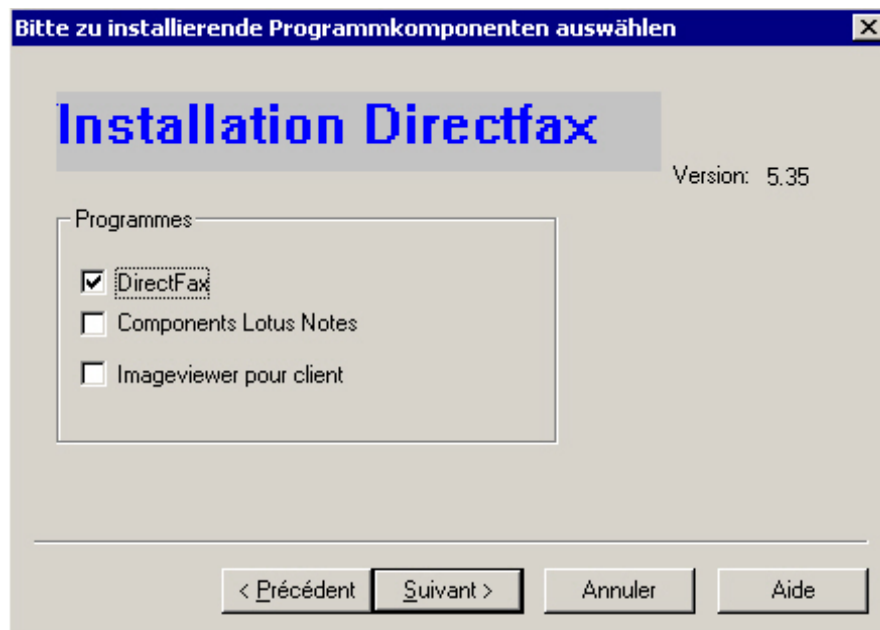 Bitte zu installierende Programmkomponenten auswählen
Installation Directfax
Version: 5.35
Programmes
DirectFax
Components Lotus Notes
Imageviewer pour client
< Précédent
Suivant >
Annuler
Aide